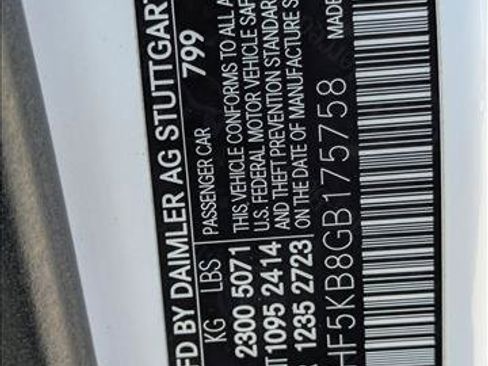 FD BY DAIMLER AG STUTTGART
799
KG LBS
PASSENGER CAR
2300 5071
1095 2414
1235 2723
THIS VEHICLE CONFORMS TO ALL A
U.S. FEDERAL MOTOR VEHICLE SAF
AND THEFT PREVENTION STANDAR
ON THE DATE OF MANUFACTURE S
HF5KB8GB175758
MADE